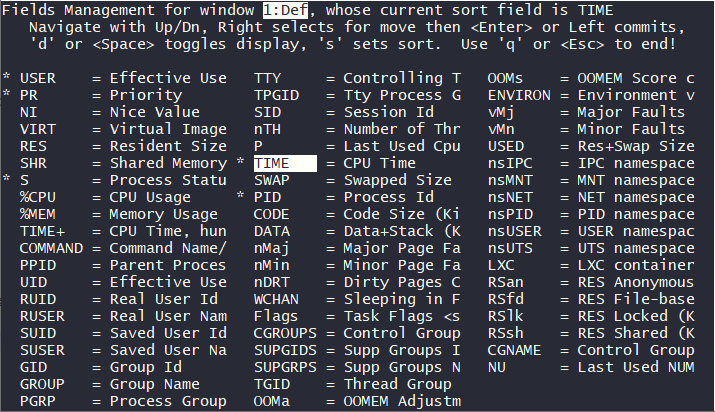 Fields Management for window 1:Def, whose current sort field is TIME
   Navigate with Up/Dn, Right selects for move then <Enter> or Left commits,
   'd' or <Space> toggles display, 's' sets sort.  Use 'q' or <Esc> to end!

* USER    = Effective Use   TTY     = Controlling T   OOMs    = OOMEM Score c
* PR      = Priority        TPGID   = Tty Process G   ENVIRON = Environment v
  NI      = Nice Value      SID     = Session Id      vMj     = Major Faults
  VIRT    = Virtual Image   nTH     = Number of Thr   vMn     = Minor Faults
  RES     = Resident Size   P       = Last Used Cpu   USED    = Res+Swap Size
  SHR     = Shared Memory * TIME    = CPU Time        nsIPC   = IPC namespace
* S       = Process Statu   SWAP    = Swapped Size    nsMNT   = MNT namespace
  %CPU    = CPU Usage     * PID     = Process Id      nsNET   = NET namespace
  %MEM    = Memory Usage    CODE    = Code Size (Ki   nsPID   = PID namespace
  TIME+   = CPU Time, hun   DATA    = Data+Stack (K   nsUSER  = USER namespac
  COMMAND = Command Name/   nMaj    = Major Page Fa   nsUTS   = UTS namespace
  PPID    = Parent Proces   nMin    = Minor Page Fa   LXC     = LXC container
  UID     = Effective Use   nDRT    = Dirty Pages C   RSan    = RES Anonymous
  RUID    = Real User Id    WCHAN   = Sleeping in F   RSfd    = RES File-base
  RUSER   = Real User Nam   Flags   = Task Flags <s   RSlk    = RES Locked (K
  SUID    = Saved User Id   CGROUPS = Control Group   RSsh    = RES Shared (K
  SUSER   = Saved User Na   SUPGIDS = Supp Groups I   CGNAME  = Control Group
  GID     = Group Id        SUPGRPS = Supp Groups N   NU      = Last Used NUM
  GROUP   = Group Name      TGID    = Thread Group
  PGRP    = Process Group   OOMa    = OOMEM Adjustm